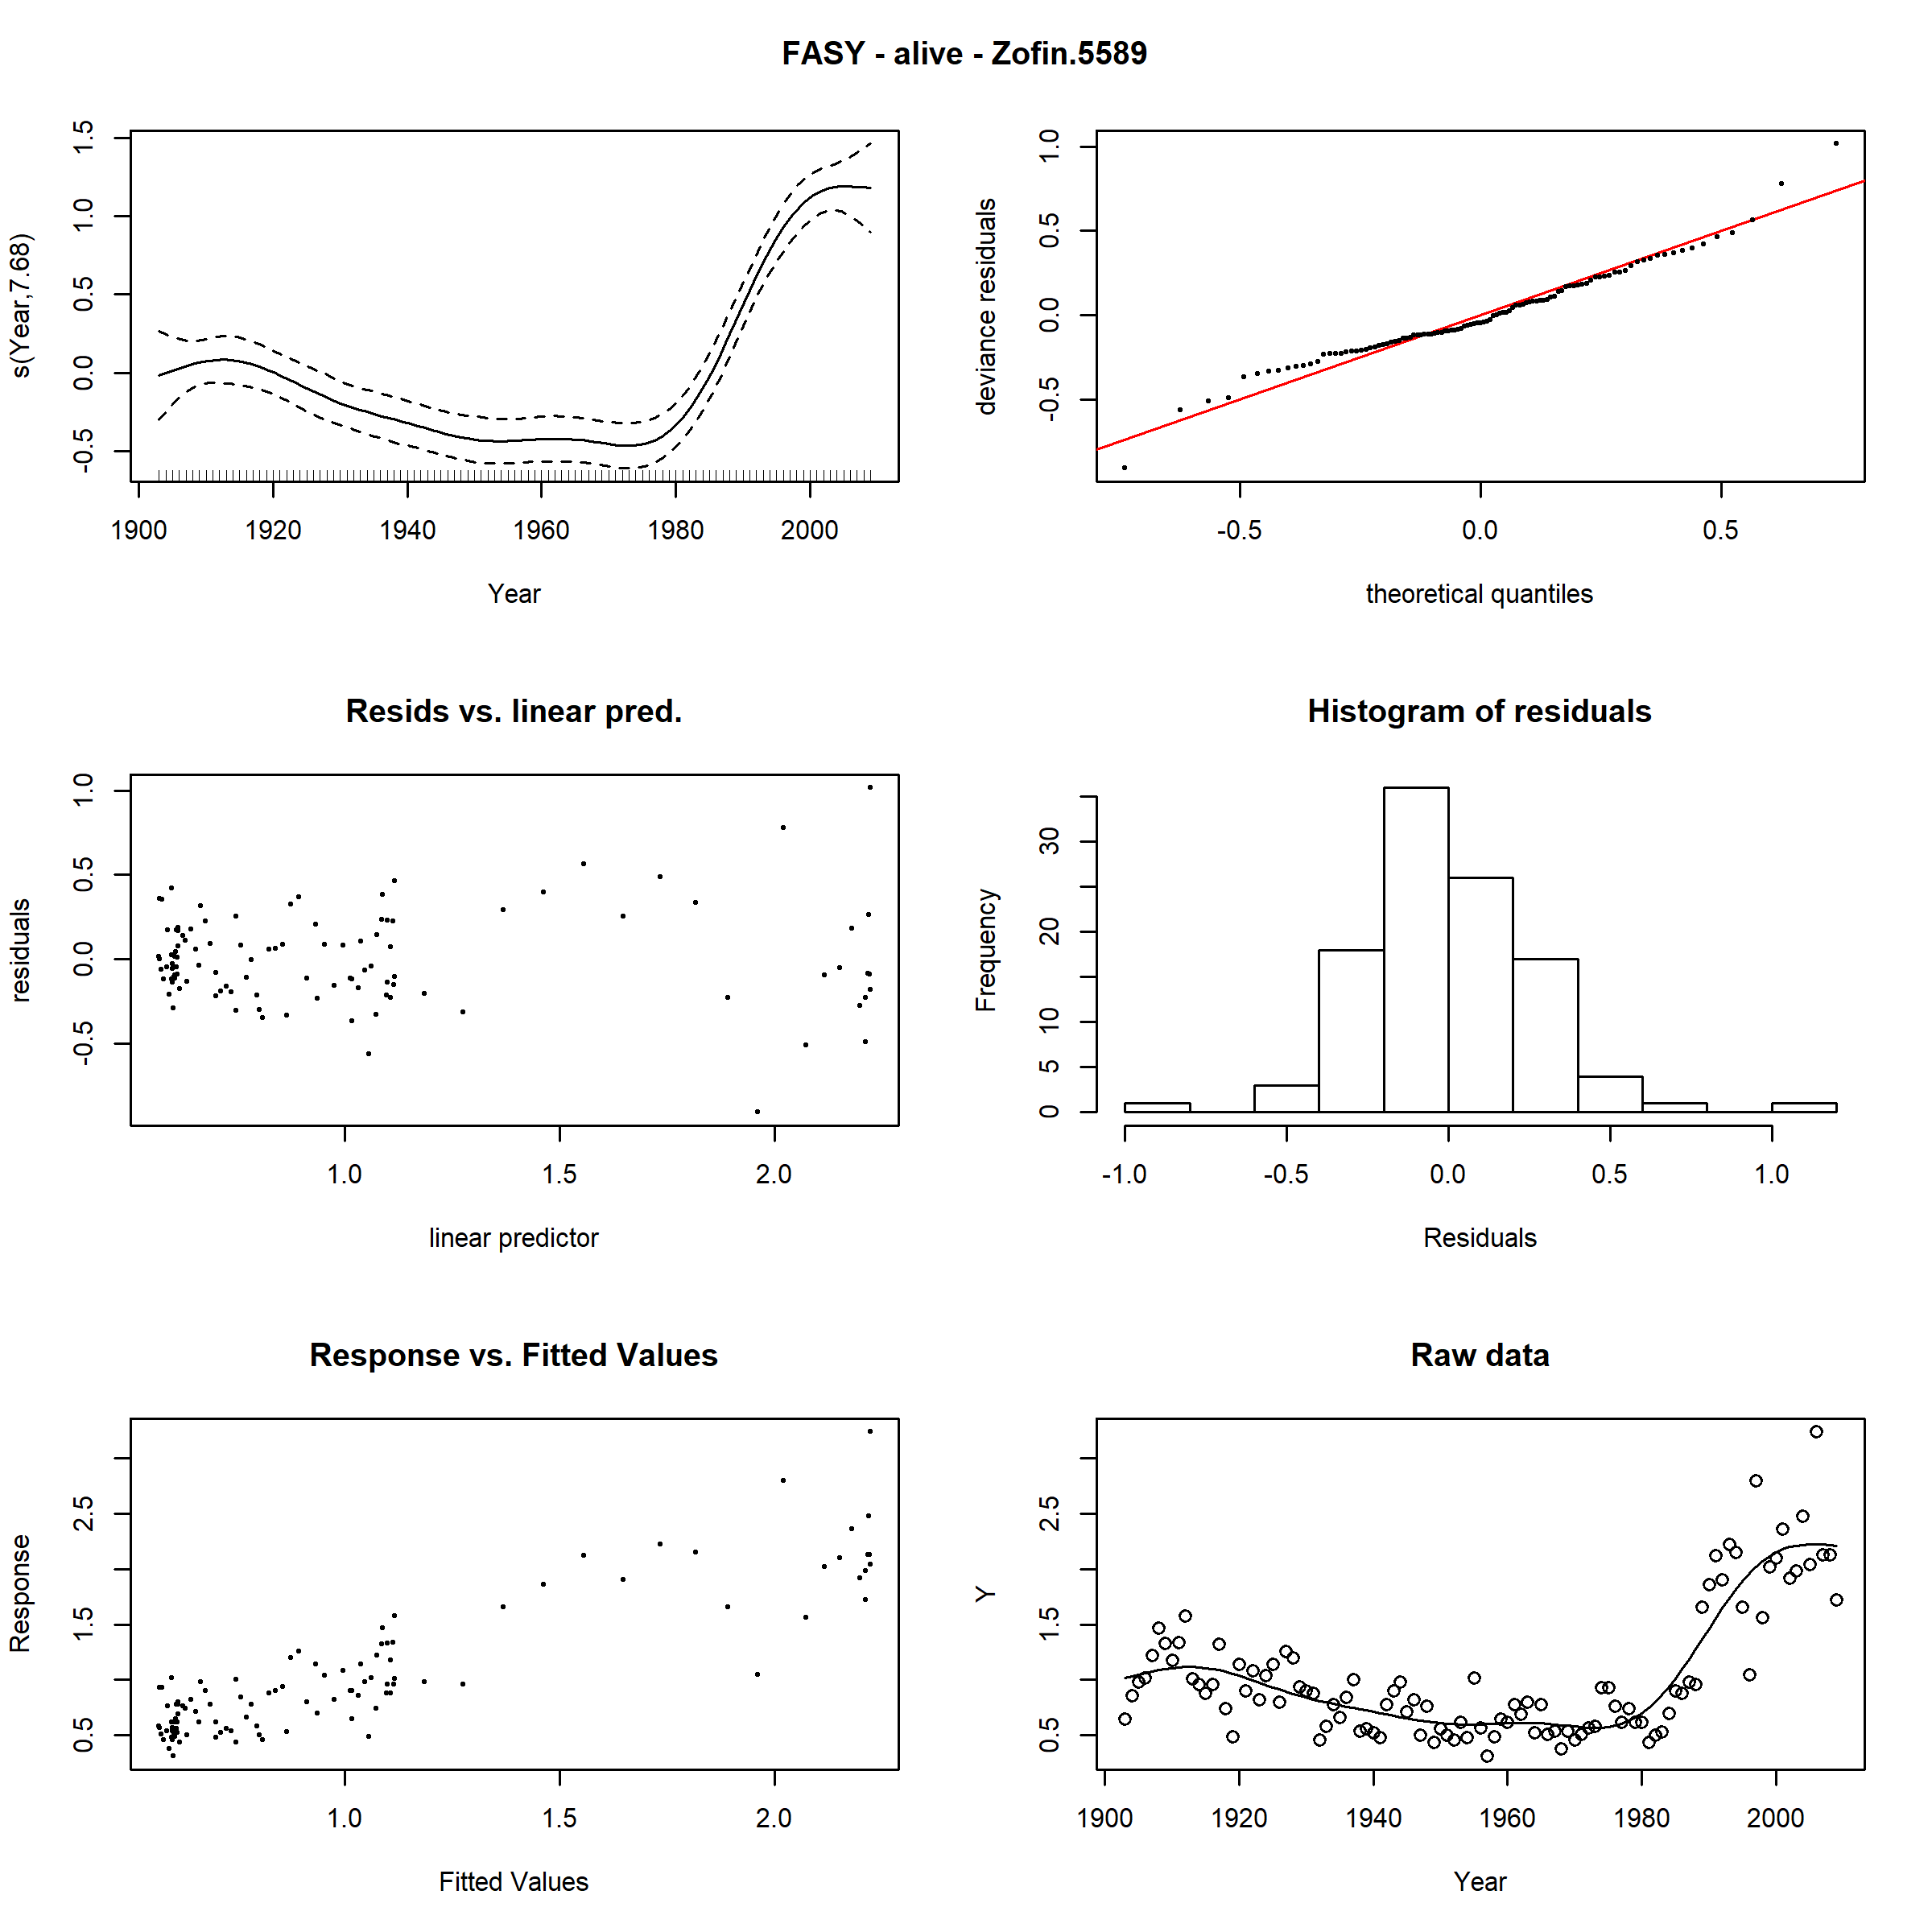 FASY - alive - Zofin.5589
s(Year,7.68)
-0.5 0.0 0.5 1.0 1.5
1900 1920 1940 1960 1980 2000
Year
deviance residuals
-0.5 0.0 0.5 1.0
-0.5 0.0 0.5
theoretical quantiles
Resids vs. linear pred.
residuals
-0.5 0.0 0.5 1.0
1.0 1.5 2.0
linear predictor
Histogram of residuals
Frequency
0 5 10 20 30
-1.0 -0.5 0.0 0.5 1.0
Residuals
Response vs. Fitted Values
Response
0.5 1.5 2.5
1.0 1.5 2.0
Fitted Values
Raw data
Y
0.5 1.5 2.5
1900 1920 1940 1960 1980 2000
Year